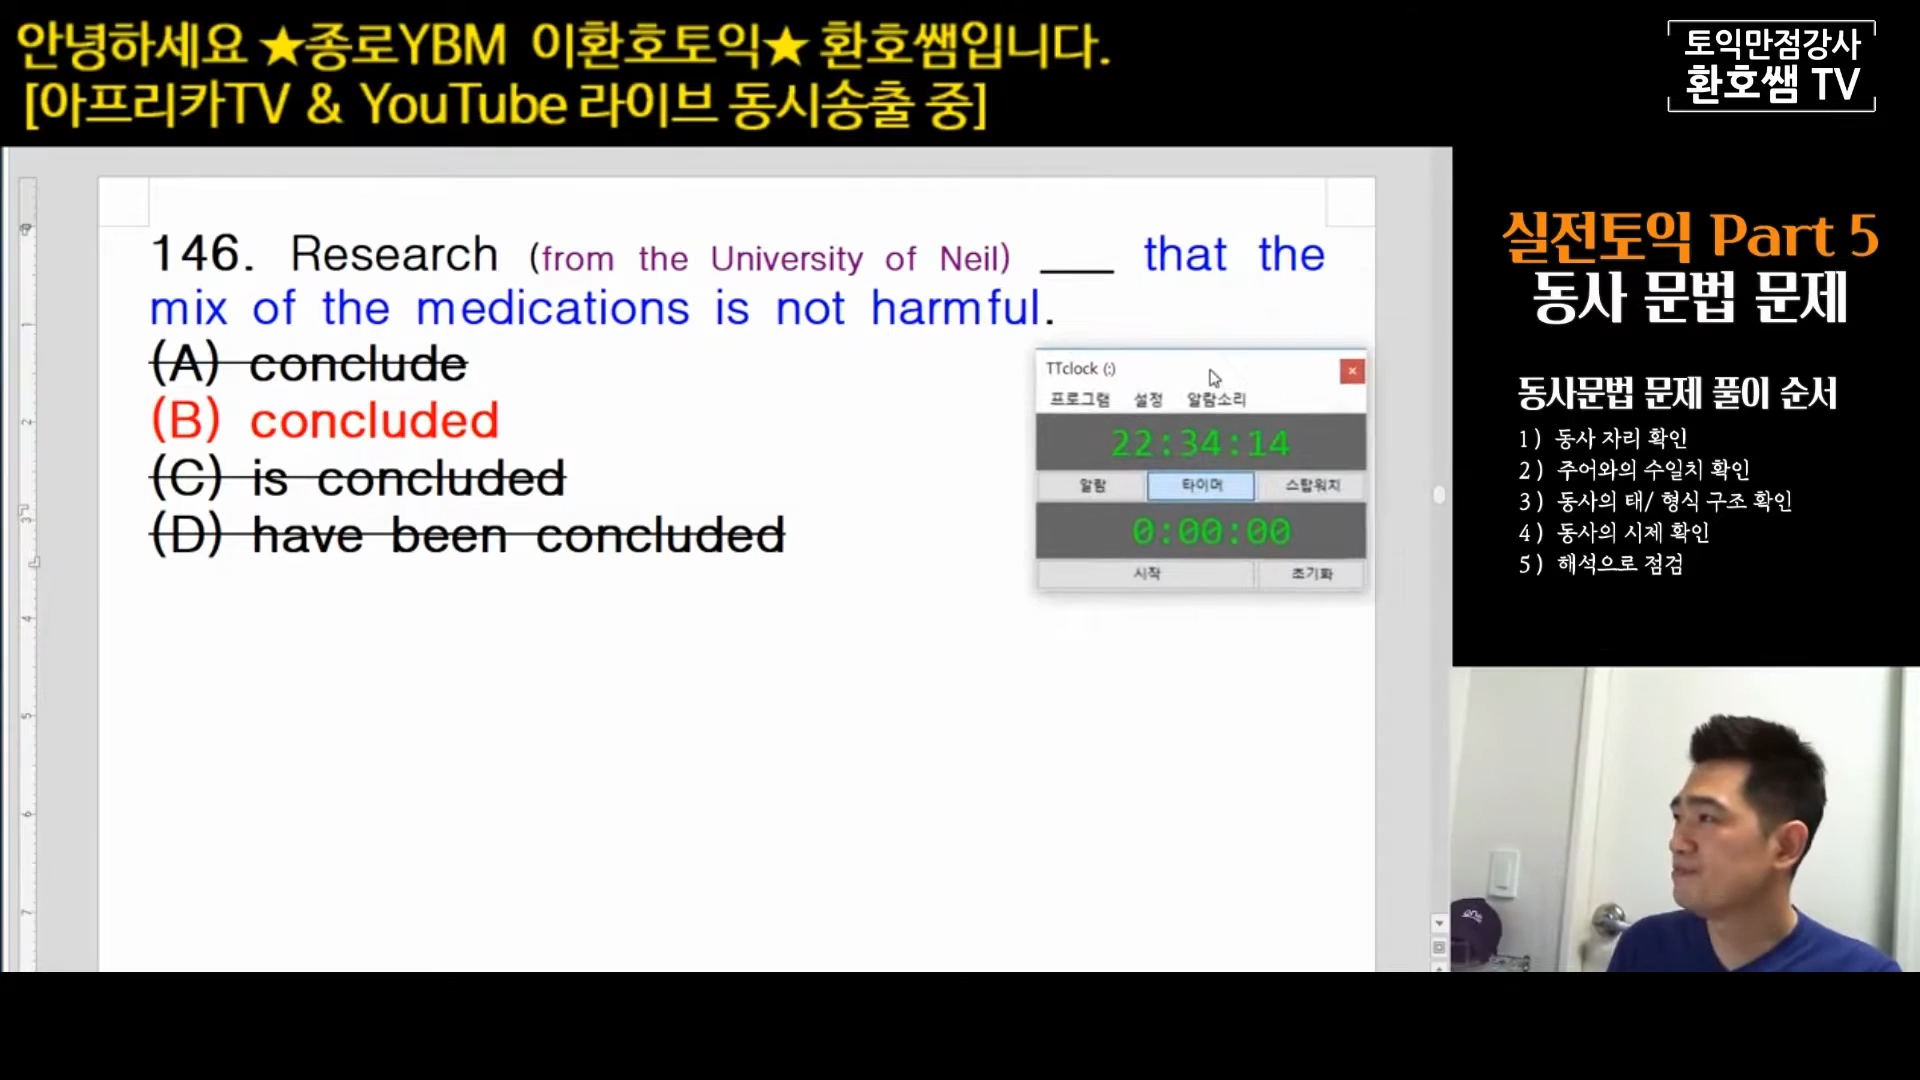 안녕하세요 ★종로YBM 이환호토익★ 환호쌤입니다.
[아프리카TV & YouTube 라이브 동시송출 중]
토익만점강사
환호쌤 TV
146. Research (from the University of Neil) ___ that the
mix of the medications is not harmful.
(A) conclude
(B) concluded
(C) is concluded
(D) have been concluded
TTclock (;)
프로그램 설정 알람소리
22:34:14
알람 타이머 스탑워치
0:00:00
시작 초기화
실전토익 Part 5
동사 문법 문제
동사문법 문제 풀이 순서
1) 동사 자리 확인
2) 주어와의 수일치 확인
3) 동사의 태/ 형식 구조 확인
4) 동사의 시제 확인
5) 해석으로 점검